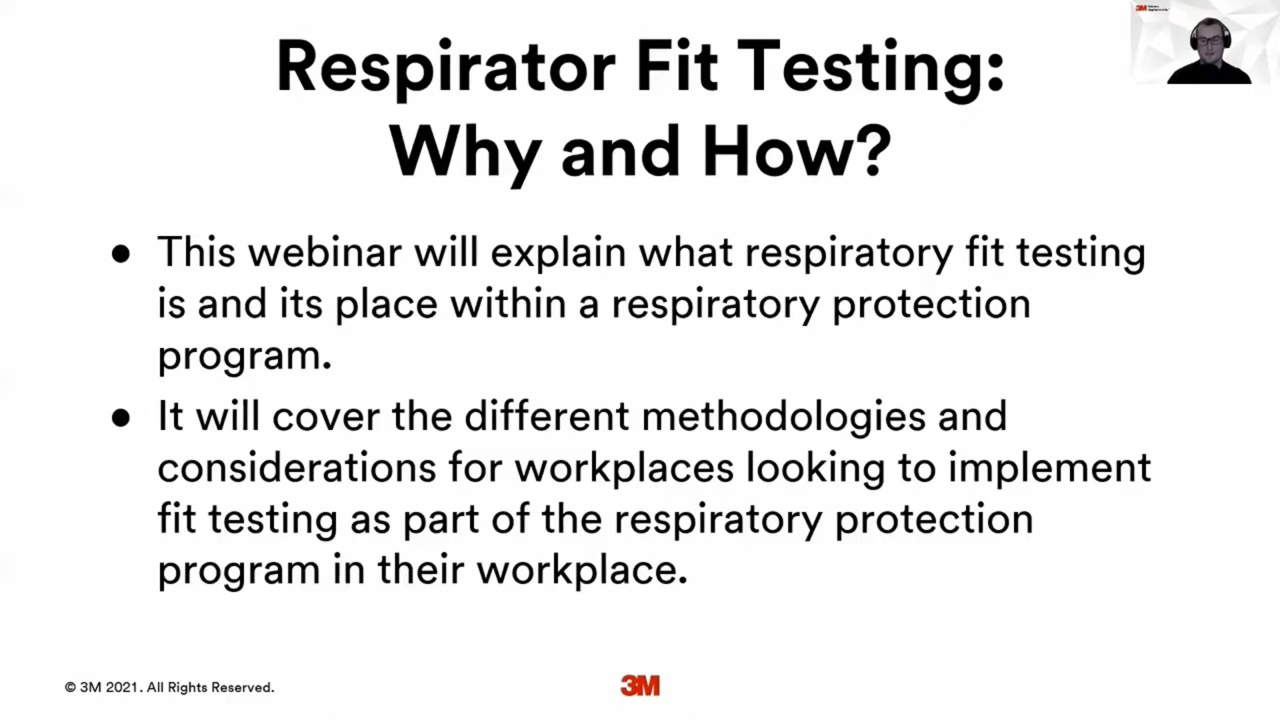 Respirator Fit Testing:
Why and How?
● This webinar will explain what respiratory fit testing
is and its place within a respiratory protection
program.
● It will cover the different methodologies and
considerations for workplaces looking to implement
fit testing as part of the respiratory protection
program in their workplace.
© 3M 2021. All Rights Reserved.
3M
3M